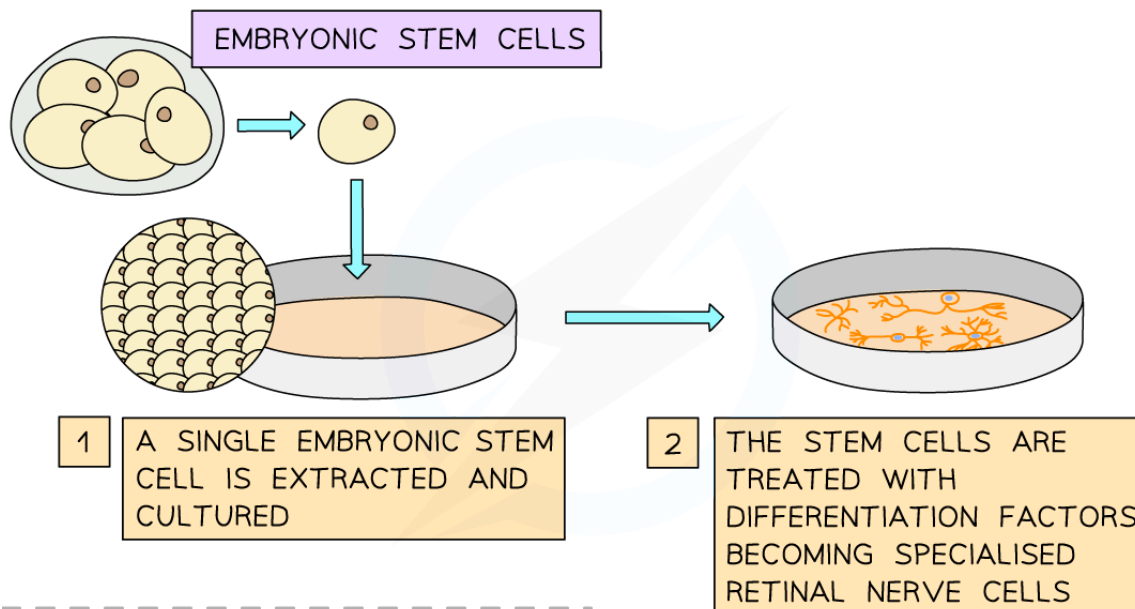 EMBRYONIC STEM CELLS
1
A SINGLE EMBRYONIC STEM
CELL IS EXTRACTED AND
CULTURED
2
THE STEM CELLS ARE
TREATED WITH
DIFFERENTIATION FACTORS
BECOMING SPECIALISED
RETINAL NERVE CELLS